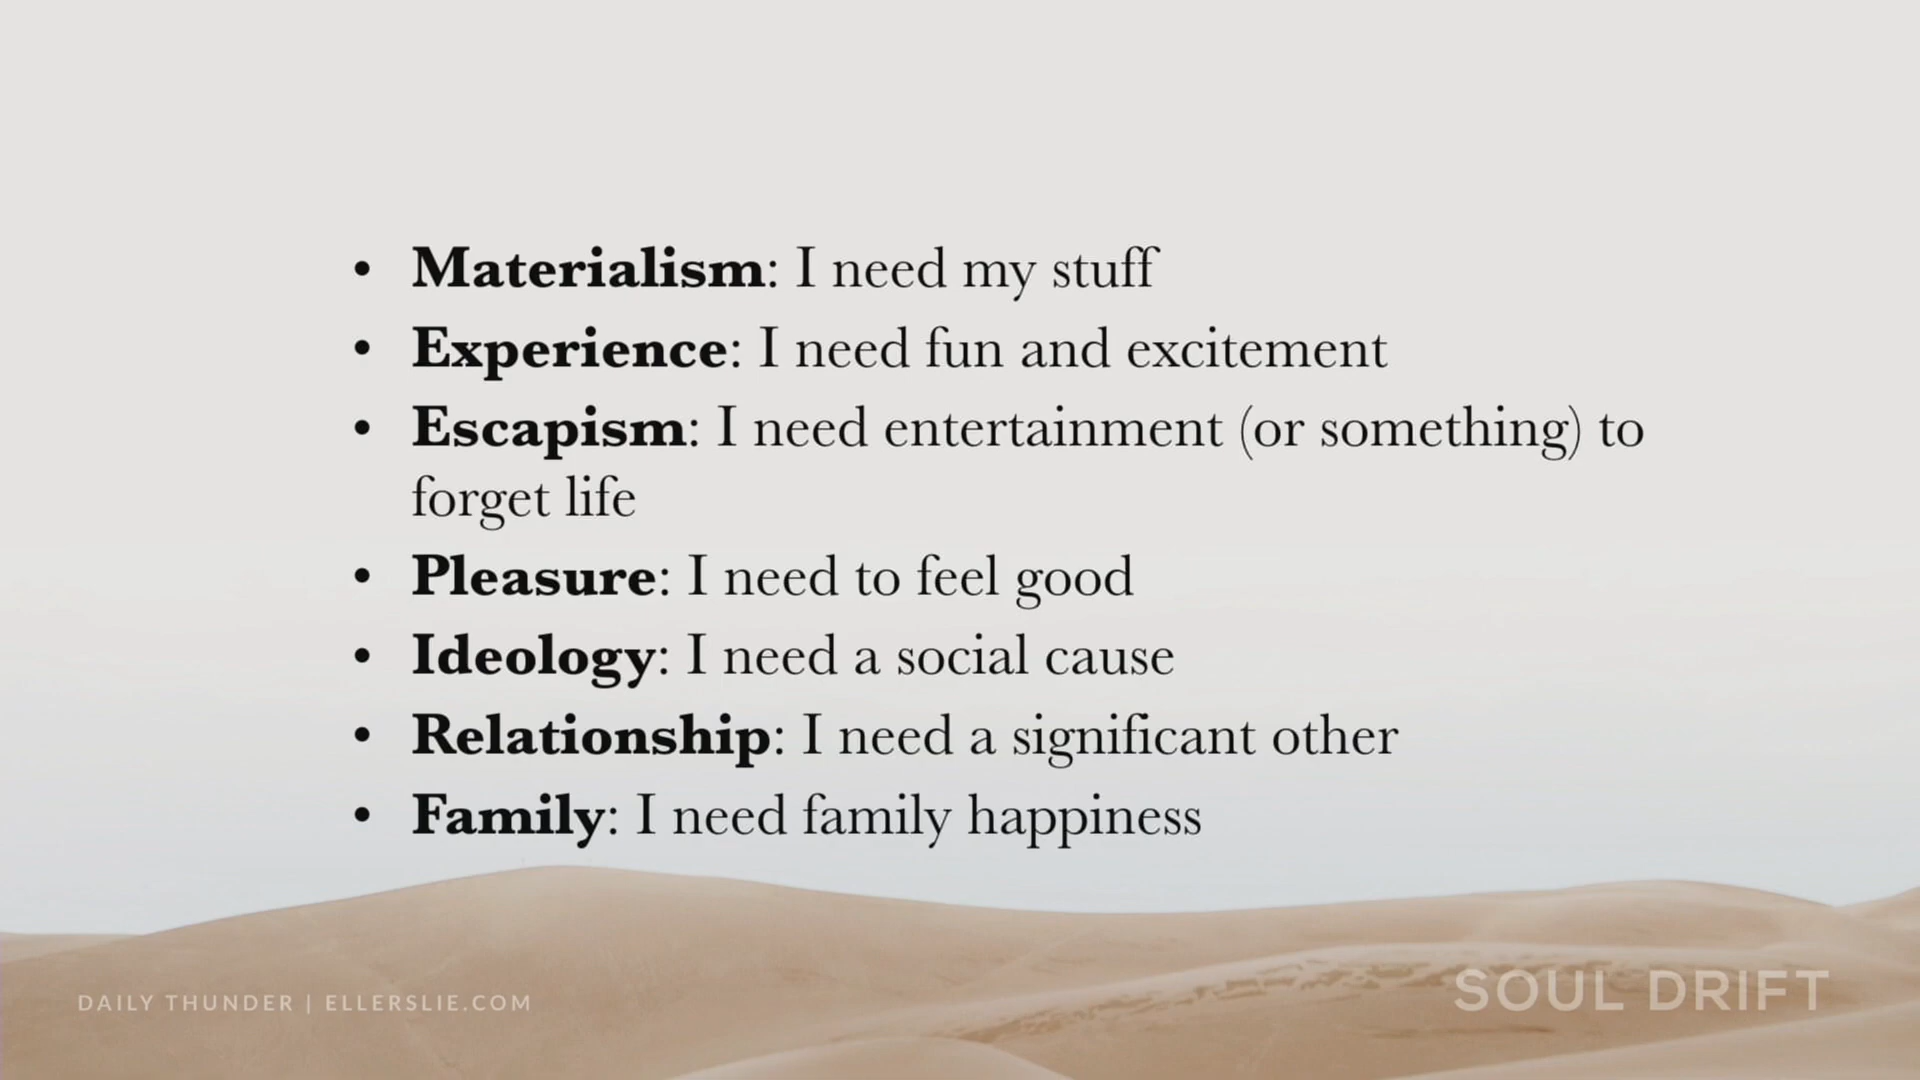 • Materialism: I need my stuff
• Experience: I need fun and excitement
• Escapism: I need entertainment (or something) to
forget life
• Pleasure: I need to feel good
• Ideology: I need a social cause
• Relationship: I need a significant other
• Family: I need family happiness
DAILY THUNDER | ELLERSLIE.COM
SOUL DRIFT